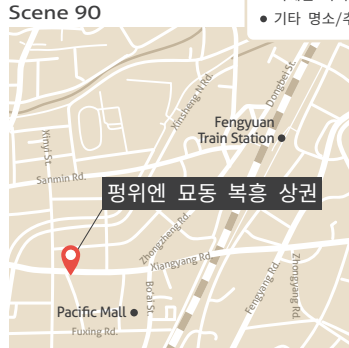 Scene 90
● 기타 명소/추
Xinsheng N Rd.
Dongbei St.
Fengyuan
Train Station ●
Xinyi St.
Sanmin Rd.
펑위엔 묘동 복흥 상권
Zhongzheng Rd.
Xiangyang Rd.
Zhongyang Rd.
Fengyang Rd.
Bo'ai St.
Pacific Mall ●
Fuxing Rd.